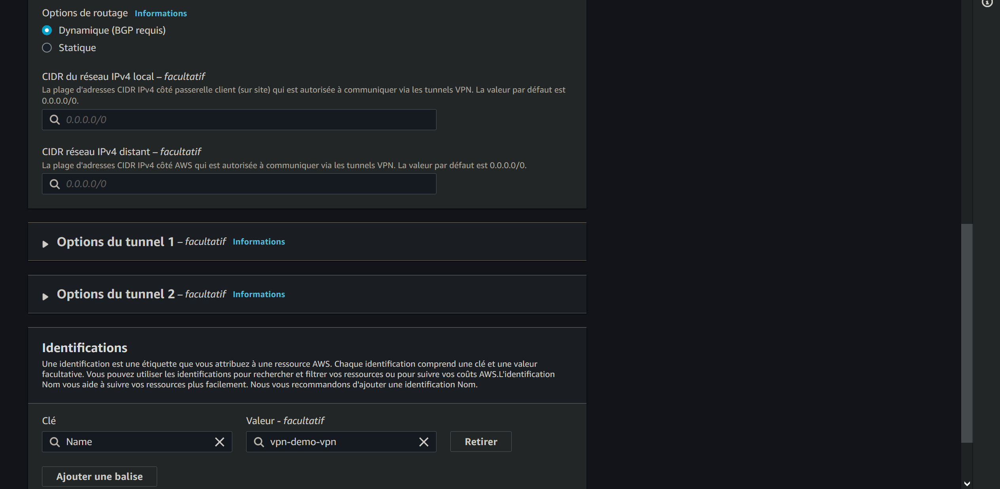 Options de routage Informations
Dynamique (BGP requis)
Statique
CIDR du réseau IPv4 local – facultatif
La plage d'adresses CIDR IPv4 côté passerelle client (sur site) qui est autorisée à communiquer via les tunnels VPN. La valeur par défaut est
0.0.0.0/0.
0.0.0.0/0
CIDR réseau IPv4 distant – facultatif
La plage d'adresses CIDR IPv4 côté AWS qui est autorisée à communiquer via les tunnels VPN. La valeur par défaut est 0.0.0.0/0.
0.0.0.0/0
Options du tunnel 1 – facultatif Informations
Options du tunnel 2 – facultatif Informations
Identifications
Une identification est une étiquette que vous attribuez à une ressource AWS. Chaque identification comprend une clé et une valeur
facultative. Vous pouvez utiliser les identifications pour rechercher et filtrer vos ressources ou pour suivre vos coûts AWS.L'identification
Nom vous aide à suivre vos ressources plus facilement. Nous vous recommandons d'ajouter une identification Nom.
Clé Valeur - facultatif
Name vpn-demo-vpn Retirer
Ajouter une balise